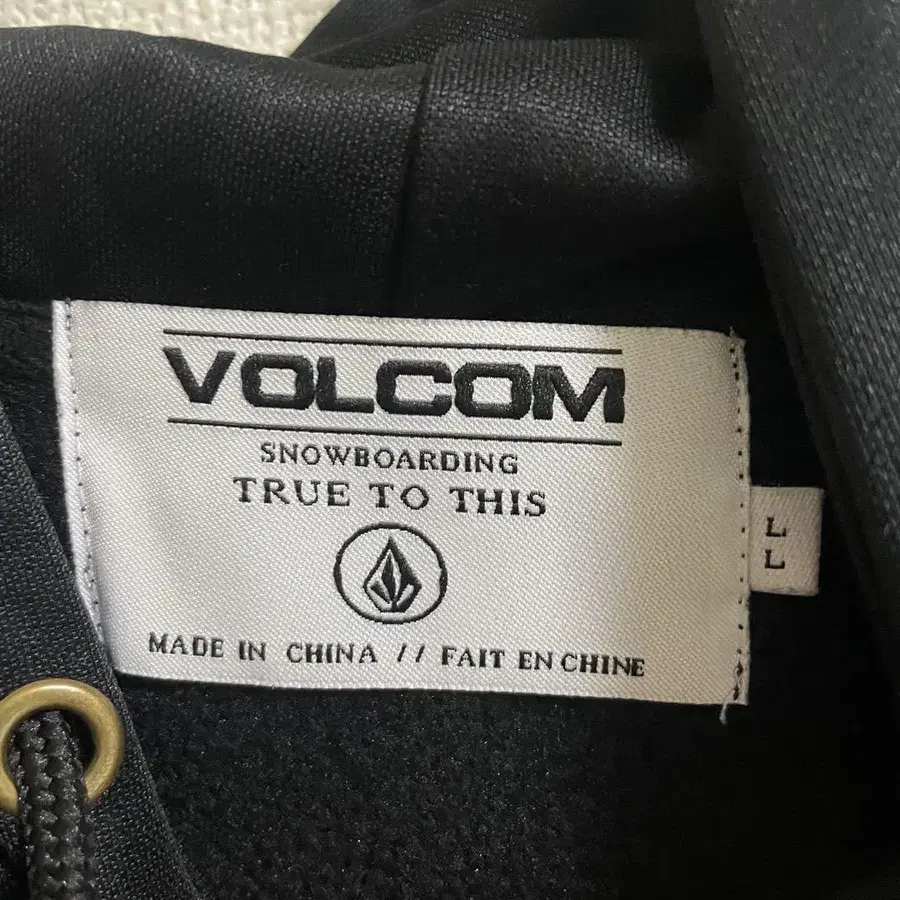 VOLCOM
SNOWBOARDING
TRUE TO THIS
MADE IN CHINA // FAIT EN CHINE
L
L